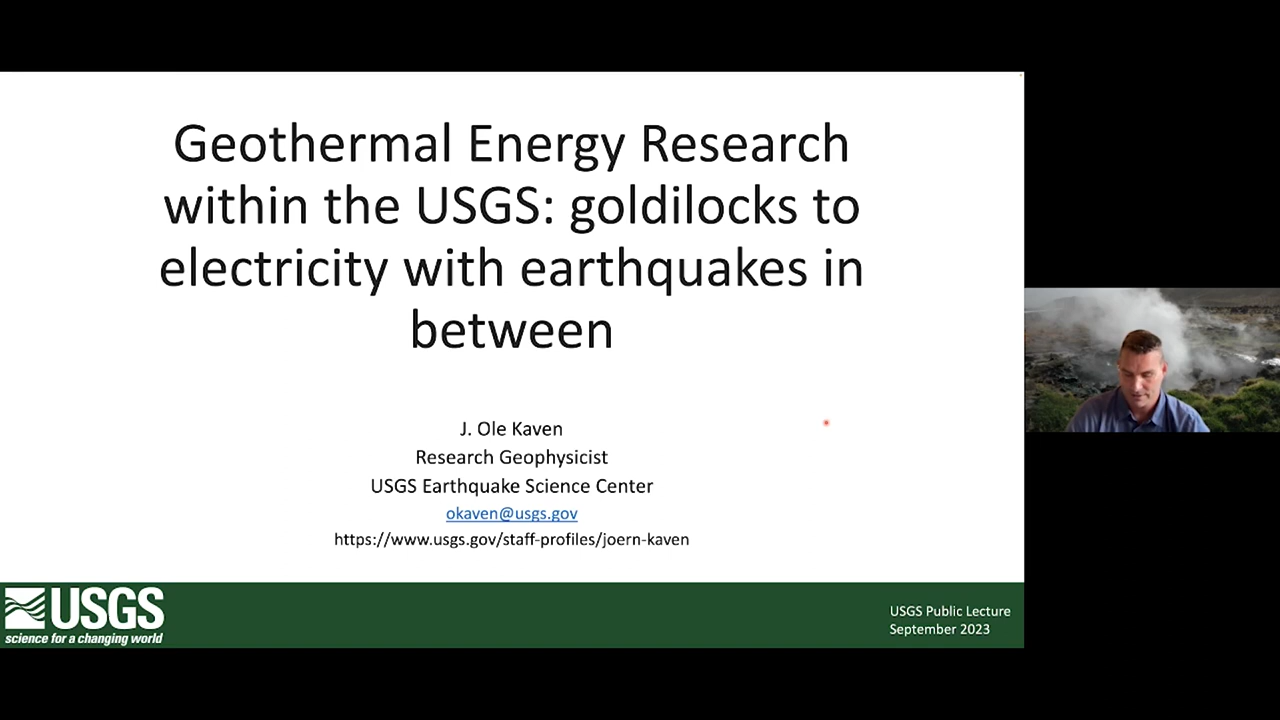 Geothermal Energy Research
within the USGS: goldilocks to
electricity with earthquakes in
between
J. Ole Kaven
Research Geophysicist
USGS Earthquake Science Center
okaven@usgs.gov
https://www.usgs.gov/staff-profiles/joern-kaven
USGS
science for a changing world
USGS Public Lecture
September 2023